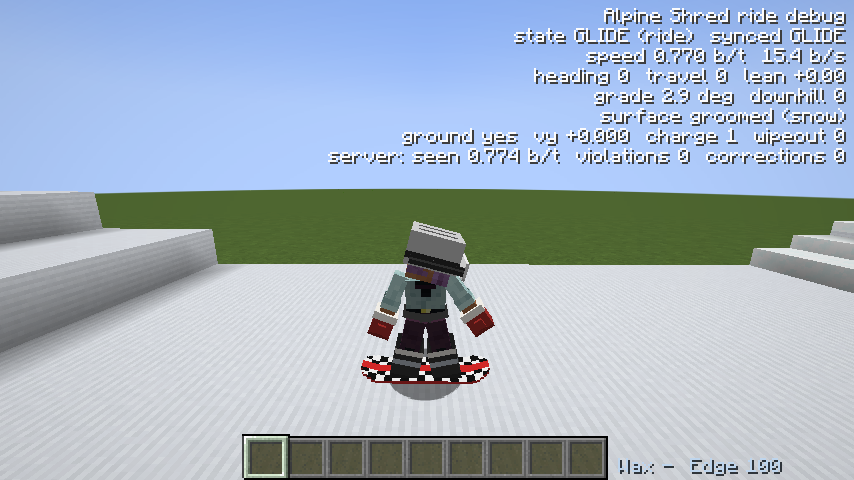 Alpine Shred ride debug
state GLIDE (ride) synced GLIDE
speed 0.770 b/t 15.4 b/s
heading 0 travel 0 lean +0.00
grade 2.9 deg downhill 0
surface groomed (snow)
ground yes vy +0.000 charge 1 wipeout 0
server: seen 0.774 b/t violations 0 corrections 0
Wax - Edge 100